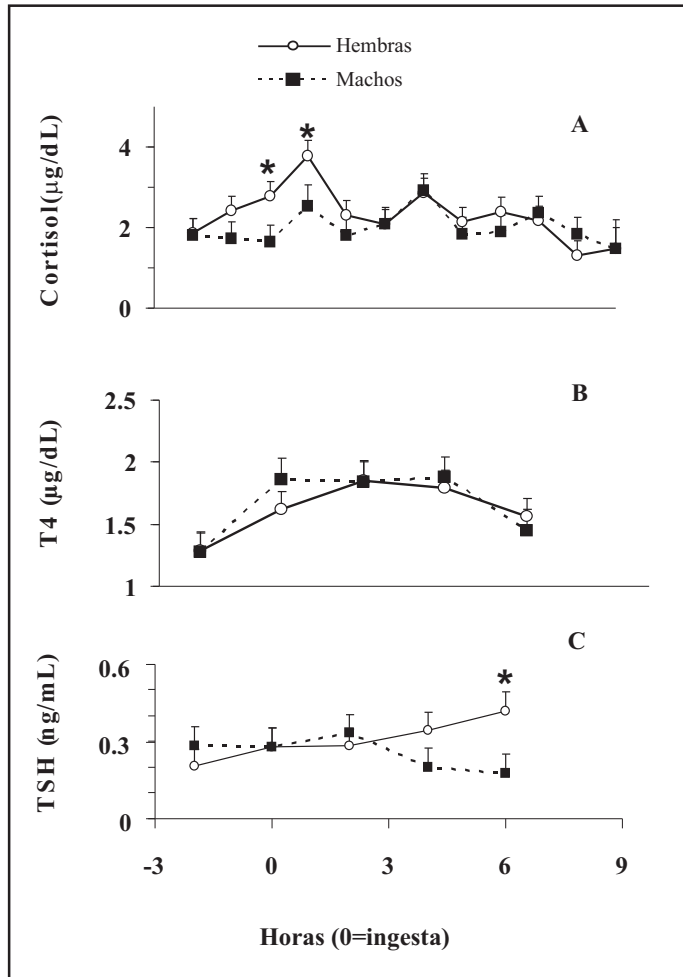 Hembras
Machos
A
*
*
Cortisol(µg/dL)
4
2
0
B
T4 (µg/dL)
2.5
2
1.5
1
C
*
TSH (ng/mL)
0.6
0.3
0
-3 0 3 6 9
Horas (0=ingesta)